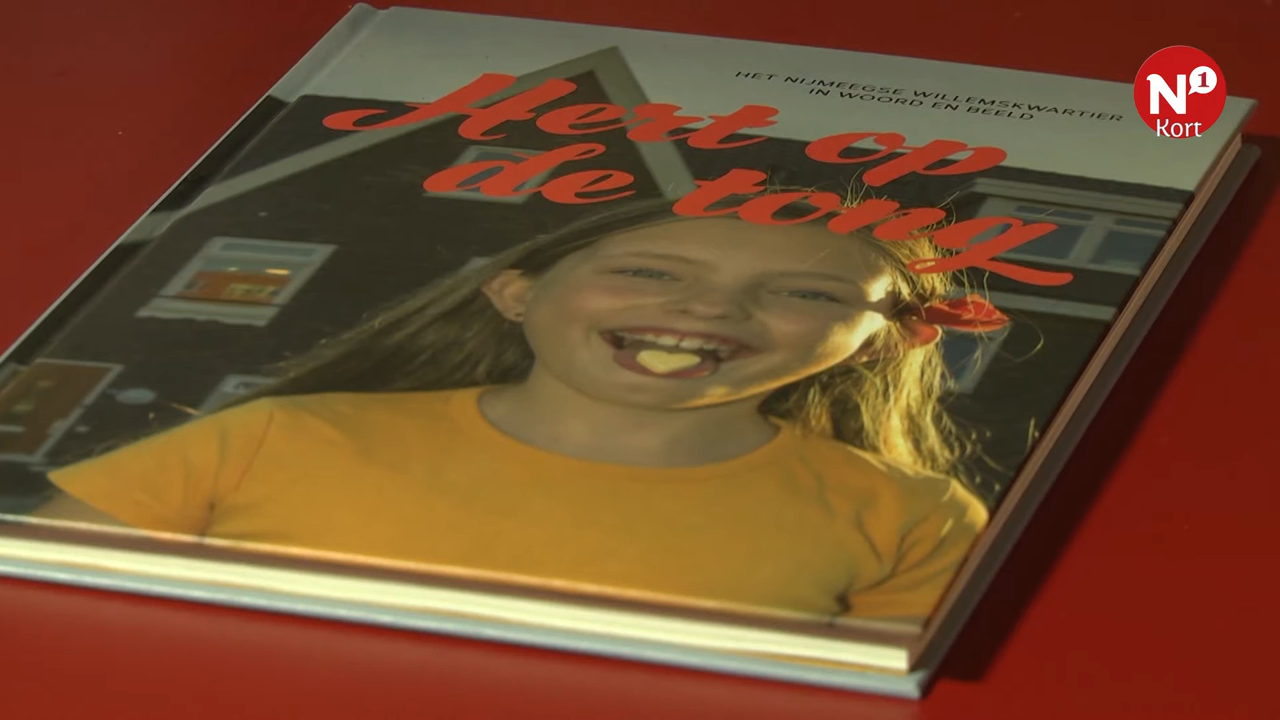 HET NIJMEEGSE WILLEMSKWARTIER
IN WOORD EN BEELD
Hert op
de tong
N1
Kort